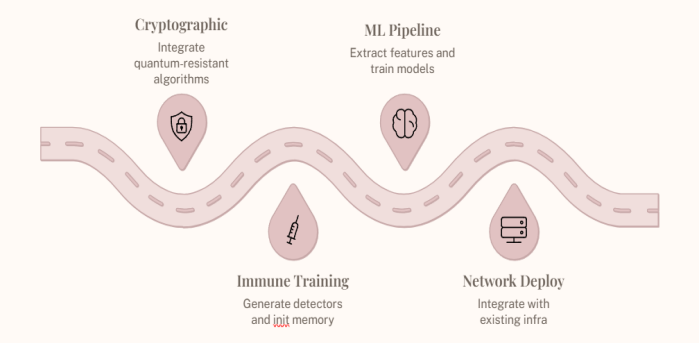 Cryptographic
Integrate
quantum-resistant
algorithms
ML Pipeline
Extract features and
train models
Immune Training
Generate detectors
and init memory
Network Deploy
Integrate with
existing infra